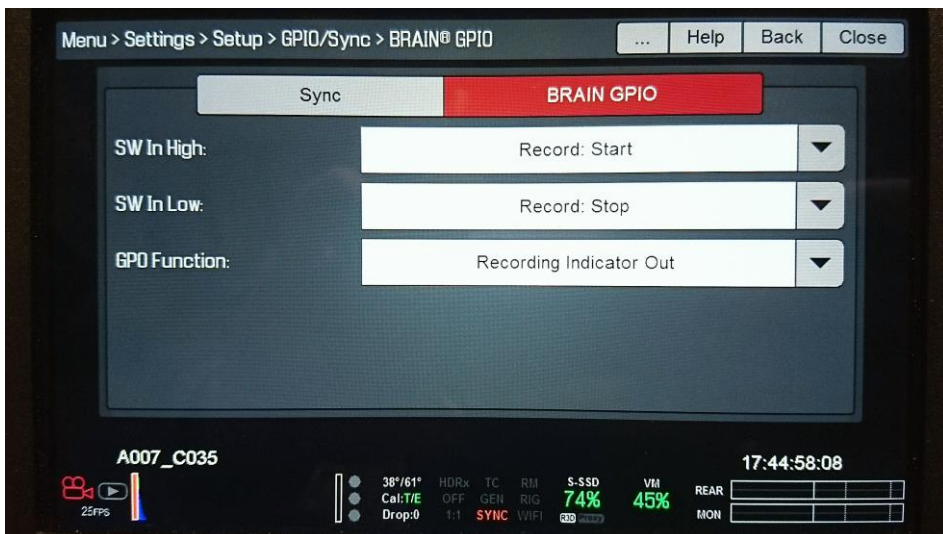 Menu > Settings > Setup > GPIO/Sync > BRAIN® GPIO ... Help Back Close
Sync BRAIN GPIO
SW In High: Record: Start
SW In Low: Record: Stop
GPO Function: Recording Indicator Out
A007_C035 17:44:58:08
38°/61° HDRx TC RM S-SSD VM REAR
Cal:T/E OFF GEN RIG 74% 45%
25FPS Drop:0 1:1 SYNC WIFI R3D Proxy MON